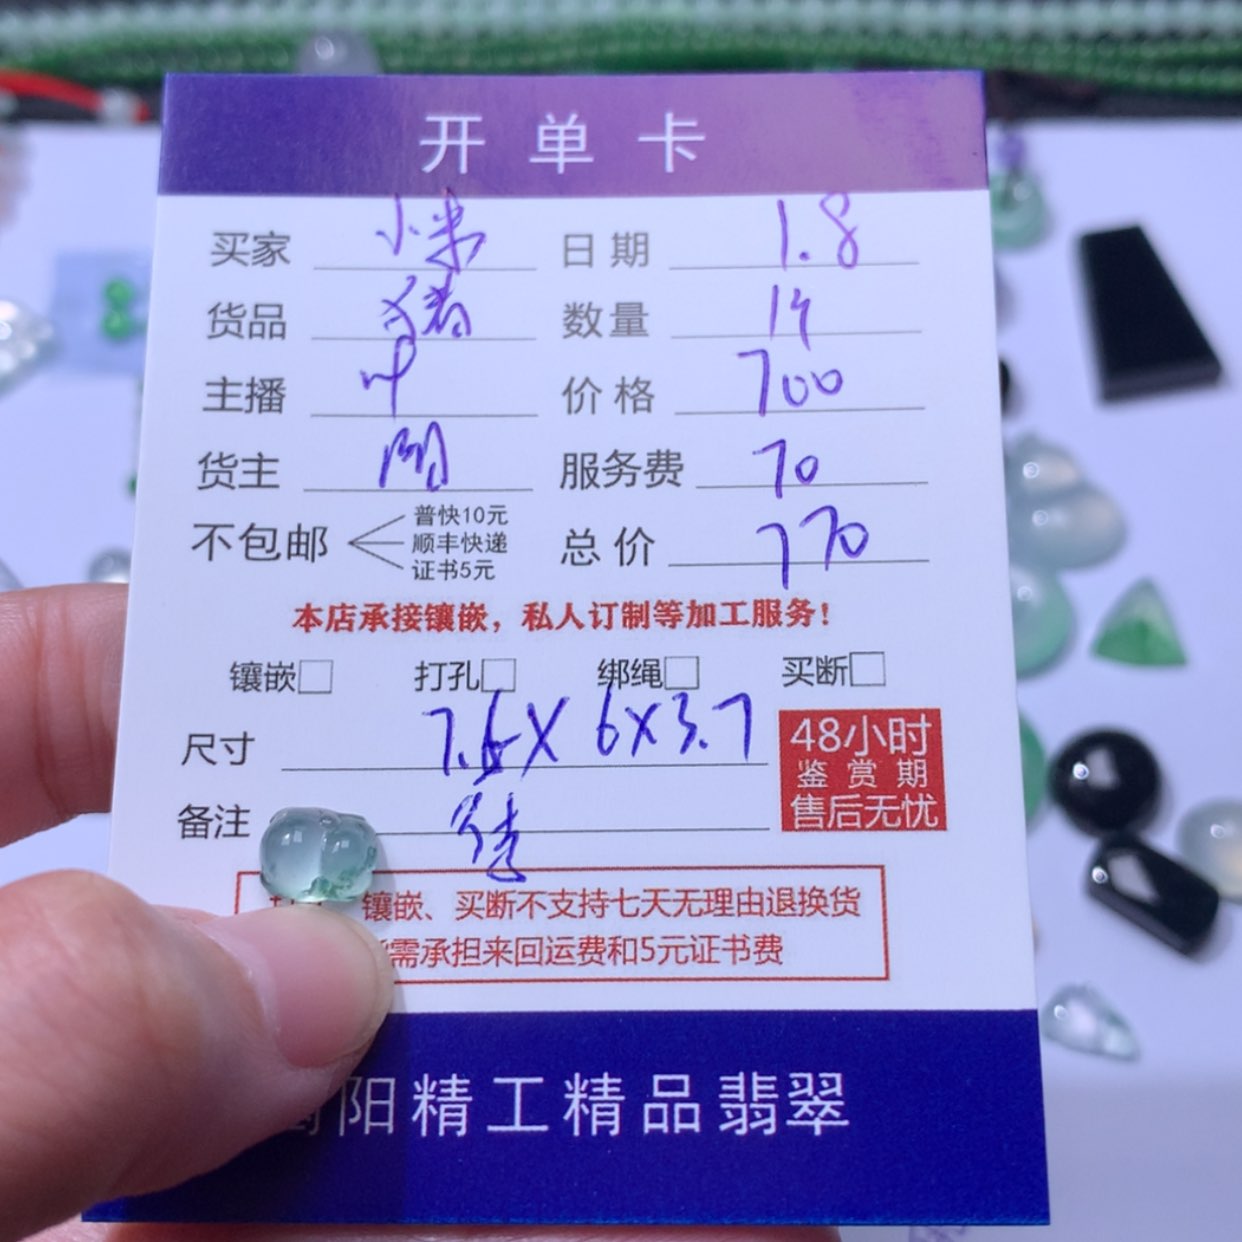 开单卡
买家 小米 日期 1.8
货品 猪 数量 1个
主播 叶 价格 700
货主 服务费 70
不包邮 普快10元 顺丰快递 证书5元 总价 770
本店承接镶嵌，私人订制等加工服务！
镶嵌□ 打孔□ 绑绳□ 买断□
尺寸 7.6X 6X3.7
48小时
鉴赏期
售后无忧
备注
镶嵌、买断不支持七天无理由退换货
需承担来回运费和5元证书费
阳精工精品翡翠